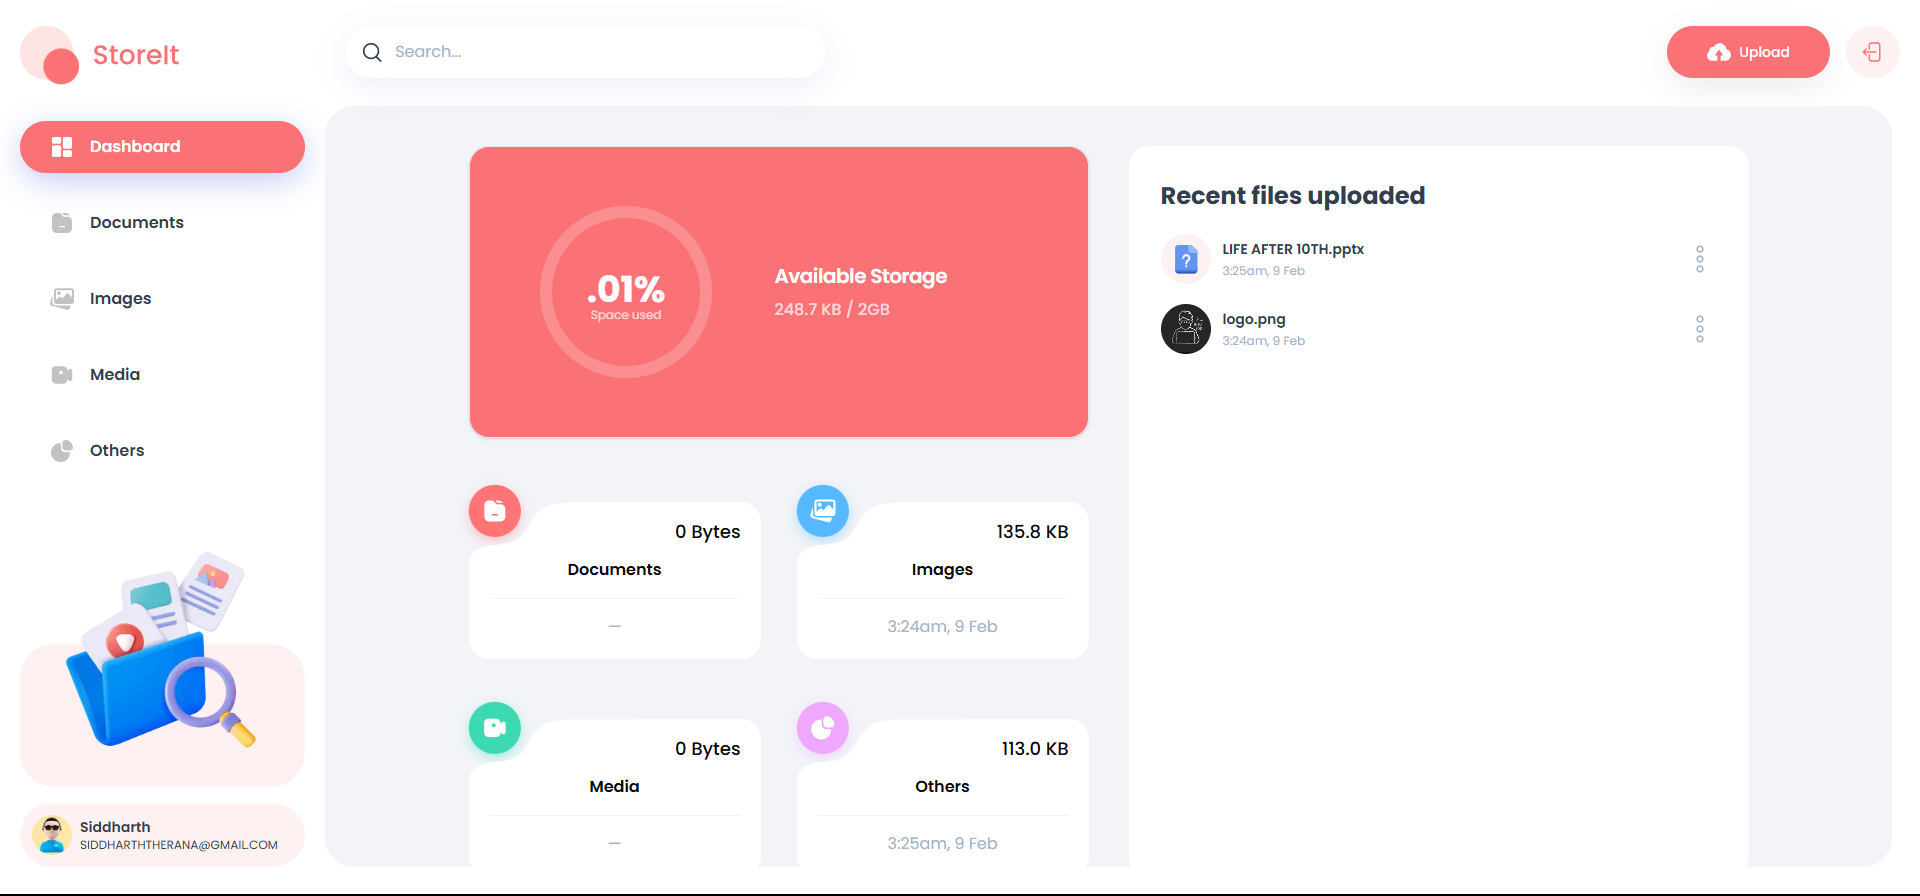 StoreIt
Search...
Upload
Dashboard
Documents
Images
Media
Others
Siddharth
SIDDHARTHTHERANA@GMAIL.COM
.01%
Space used
Available Storage
248.7 KB / 2GB
0 Bytes
Documents
—
135.8 KB
Images
3:24am, 9 Feb
0 Bytes
Media
—
113.0 KB
Others
3:25am, 9 Feb
Recent files uploaded
LIFE AFTER 10TH.pptx
3:25am, 9 Feb
logo.png
3:24am, 9 Feb